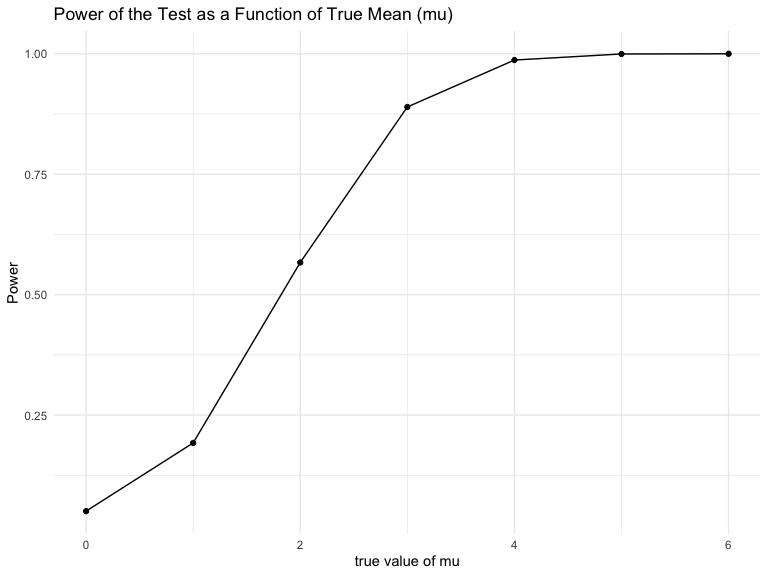 Power of the Test as a Function of True Mean (mu)
1.00
0.75
0.50
0.25
Power
0
2
4
6
true value of mu